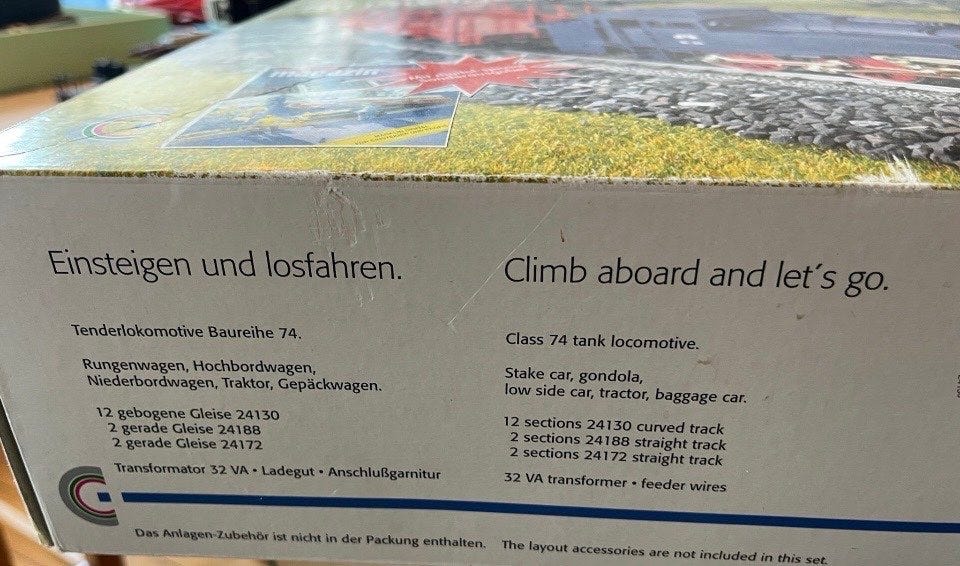 magazin
Einsteigen und losfahren.
Tenderlokomotive Baureihe 74.
Rungenwagen, Hochbordwagen,
Niederbordwagen, Traktor, Gepäckwagen.
12 gebogene Gleise 24130
2 gerade Gleise 24188
2 gerade Gleise 24172
Transformator 32 VA • Ladegut • Anschlußgarnitur
Climb aboard and let´s go.
Class 74 tank locomotive.
Stake car, gondola,
low side car, tractor, baggage car.
12 sections 24130 curved track
2 sections 24188 straight track
2 sections 24172 straight track
32 VA transformer • feeder wires
Das Anlagen-Zubehör ist nicht in der Packung enthalten. The layout accessories are not included in this set.